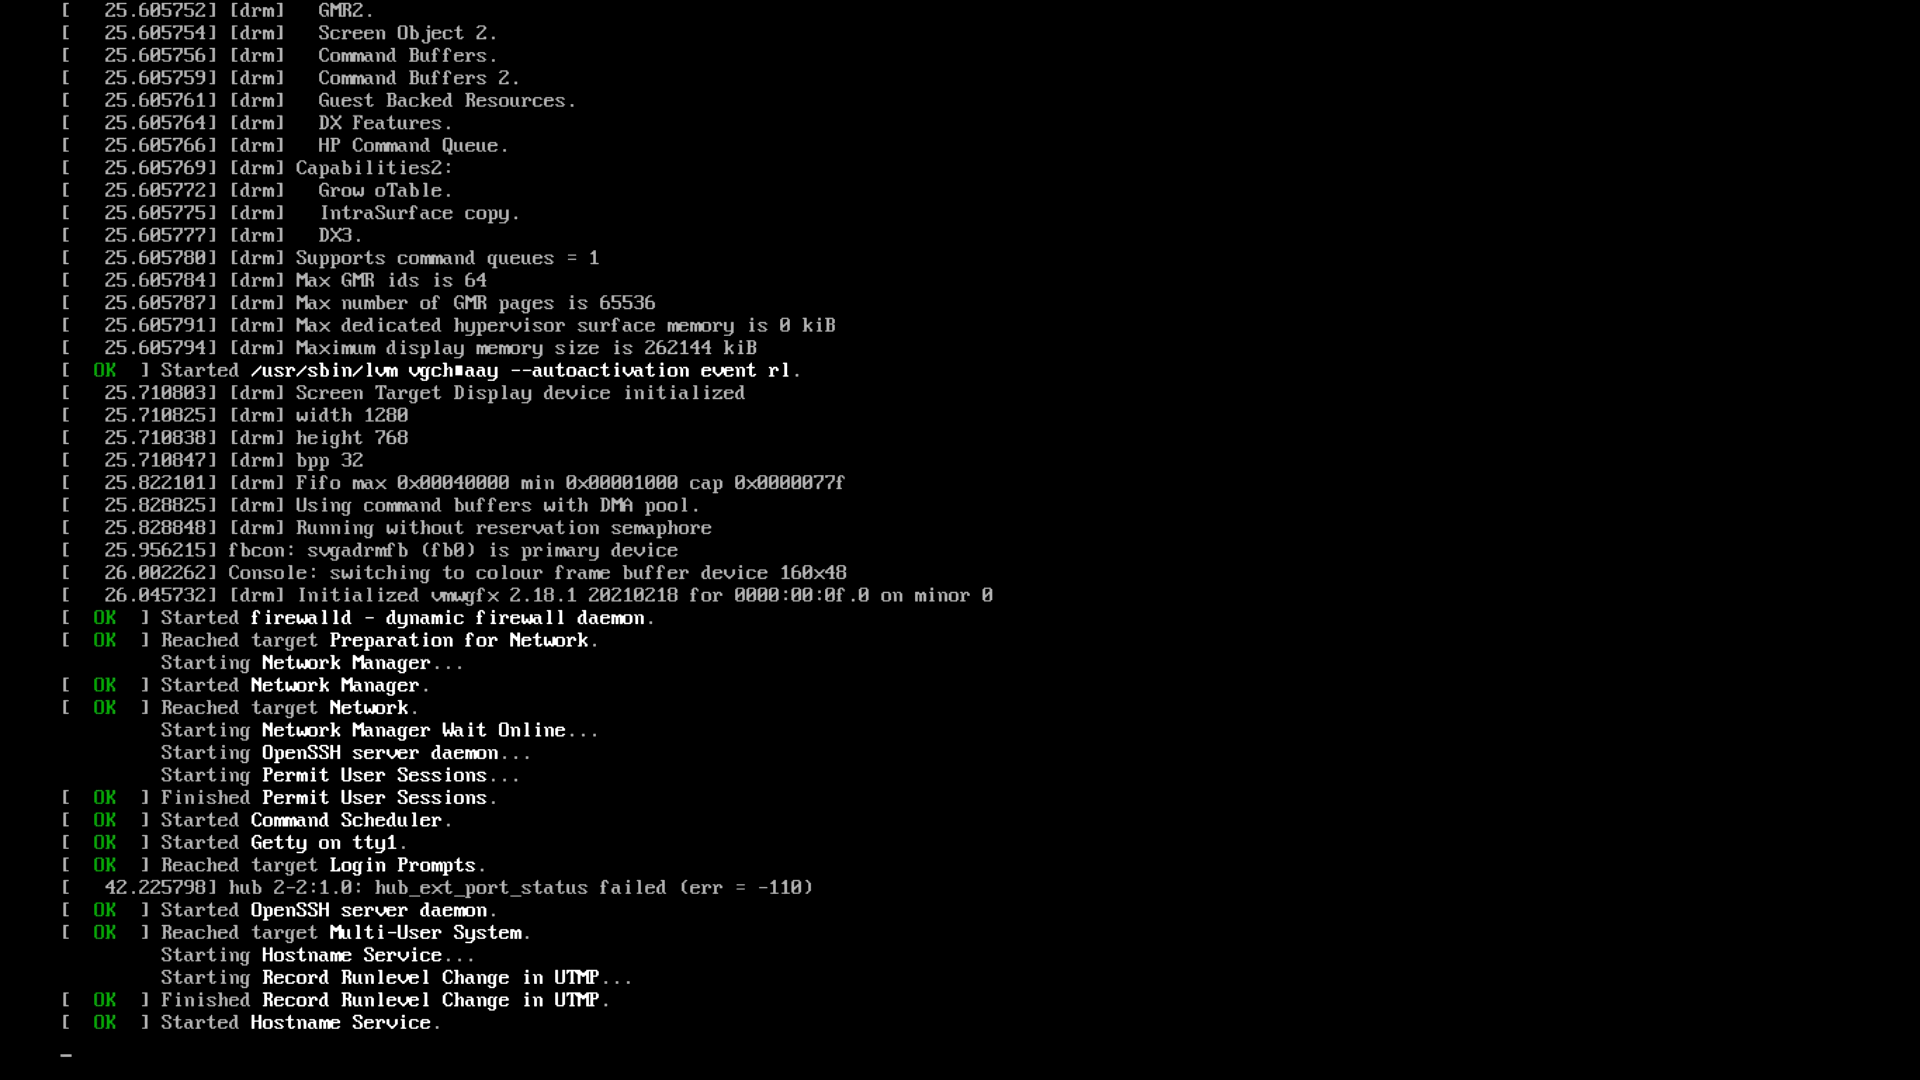 [   25.605752] [drm]   GMR2.
[   25.605754] [drm]   Screen Object 2.
[   25.605756] [drm]   Command Buffers.
[   25.605759] [drm]   Command Buffers 2.
[   25.605761] [drm]   Guest Backed Resources.
[   25.605764] [drm]   DX Features.
[   25.605766] [drm]   HP Command Queue.
[   25.605769] [drm] Capabilities2:
[   25.605772] [drm]   Grow oTable.
[   25.605775] [drm]   IntraSurface copy.
[   25.605777] [drm]   DX3.
[   25.605780] [drm] Supports command queues = 1
[   25.605784] [drm] Max GMR ids is 64
[   25.605787] [drm] Max number of GMR pages is 65536
[   25.605791] [drm] Max dedicated hypervisor surface memory is 0 kiB
[   25.605794] [drm] Maximum display memory size is 262144 kiB
[  OK  ] Started /usr/sbin/lvm vgch■aay --autoactivation event rl.
[   25.710803] [drm] Screen Target Display device initialized
[   25.710825] [drm] width 1280
[   25.710838] [drm] height 768
[   25.710847] [drm] bpp 32
[   25.822101] [drm] Fifo max 0x00040000 min 0x00001000 cap 0x0000077f
[   25.828825] [drm] Using command buffers with DMA pool.
[   25.828848] [drm] Running without reservation semaphore
[   25.956215] fbcon: svgadrmfb (fb0) is primary device
[   26.002262] Console: switching to colour frame buffer device 160x48
[   26.045732] [drm] Initialized vmwgfx 2.18.1 20210218 for 0000:00:0f.0 on minor 0
[  OK  ] Started firewalld - dynamic firewall daemon.
[  OK  ] Reached target Preparation for Network.
         Starting Network Manager...
[  OK  ] Started Network Manager.
[  OK  ] Reached target Network.
         Starting Network Manager Wait Online...
         Starting OpenSSH server daemon...
         Starting Permit User Sessions...
[  OK  ] Finished Permit User Sessions.
[  OK  ] Started Command Scheduler.
[  OK  ] Started Getty on tty1.
[  OK  ] Reached target Login Prompts.
[   42.225798] hub 2-2:1.0: hub_ext_port_status failed (err = -110)
[  OK  ] Started OpenSSH server daemon.
[  OK  ] Reached target Multi-User System.
         Starting Hostname Service...
         Starting Record Runlevel Change in UTMP...
[  OK  ] Finished Record Runlevel Change in UTMP.
[  OK  ] Started Hostname Service.
_